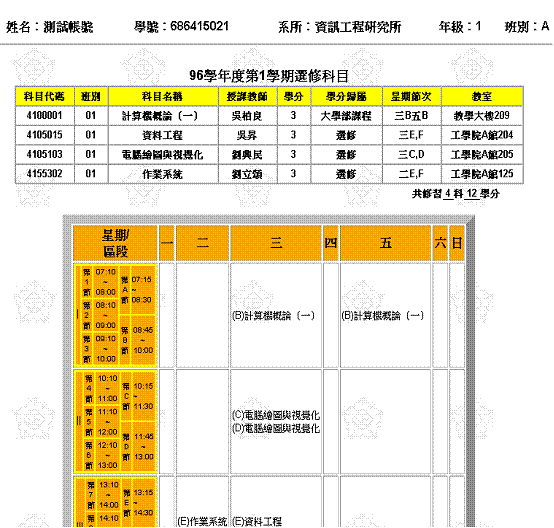 姓名：測試帳號 學號：686415021 系所：資訊工程研究所 年級：1 班別：A
96學年度第1學期選修科目
科目代碼 班別 科目名稱 授課教師 學分 學分歸屬 星期節次 教室
4100001 01 計算機概論（一） 吳柏良 3 大學部課程 三B五B 教學大樓209
4105015 01 資料工程 吳昇 3 選修 三E,F 工學院A館204
4105103 01 電腦繪圖與視覺化 劉興民 3 選修 三C,D 工學院A館205
4155302 01 作業系統 劉立頌 3 選修 二E,F 工學院A館125
共修習 4 科 12 學分
星期/區段 一 二 三 四 五 六 日
I
第1節 07:10 ~ 08:00
第2節 08:10 ~ 09:00
第3節 09:10 ~ 10:00
第A節 07:15 ~ 08:30
第B節 08:45 ~ 10:00
(B)計算機概論（一） (B)計算機概論（一）
II
第4節 10:10 ~ 11:00
第5節 11:10 ~ 12:00
第6節 12:10 ~ 13:00
第C節 10:15 ~ 11:30
第D節 11:45 ~ 13:00
(C)電腦繪圖與視覺化
(D)電腦繪圖與視覺化
III
第7節 13:10 ~ 14:00
第 14:10
第E節 13:15 ~ 14:30
(E)作業系統 (E)資料工程